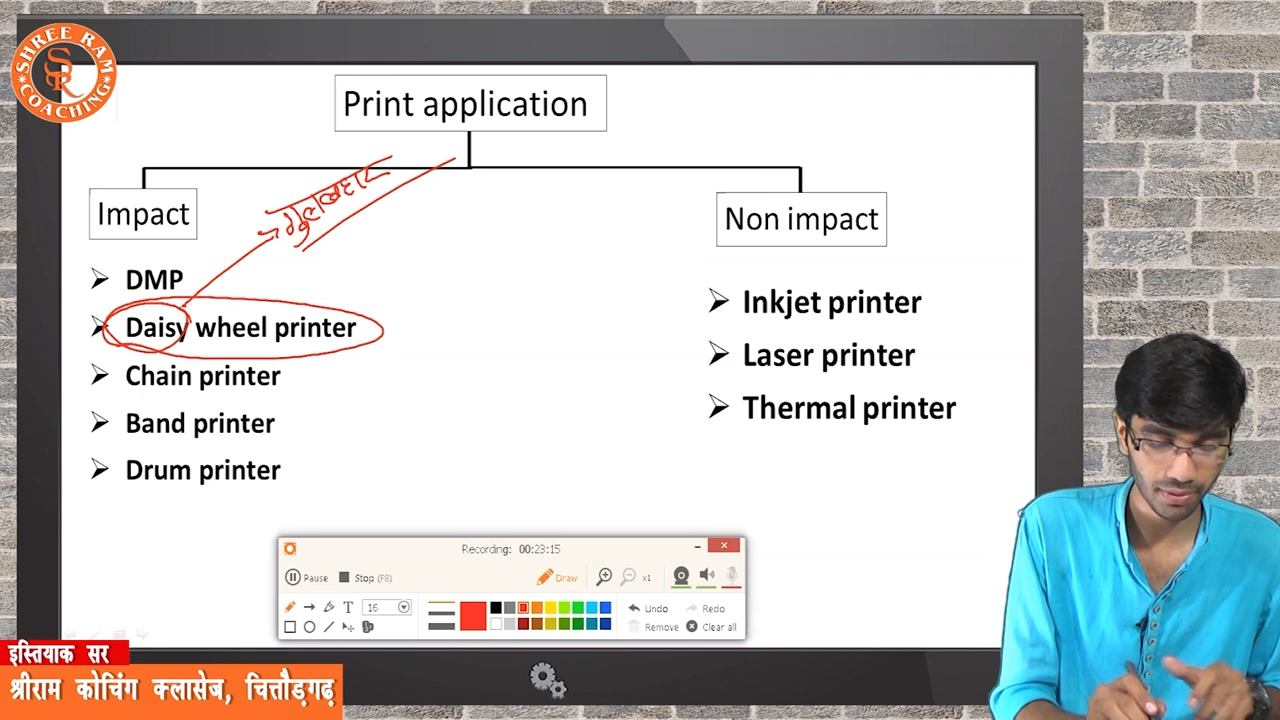 SHREE RAM
COACHING
SR
Print application
Impact
Non impact
गुलबहार
DMP
Daisy wheel printer
Chain printer
Band printer
Drum printer
Inkjet printer
Laser printer
Thermal printer
Recording: 00:23:15
Pause
Stop (F8)
Draw
x1
T
16
Undo
Redo
Remove
Clear all
इस्तियाक सर
श्रीराम कोचिंग क्लासेज, चित्तौड़गढ़